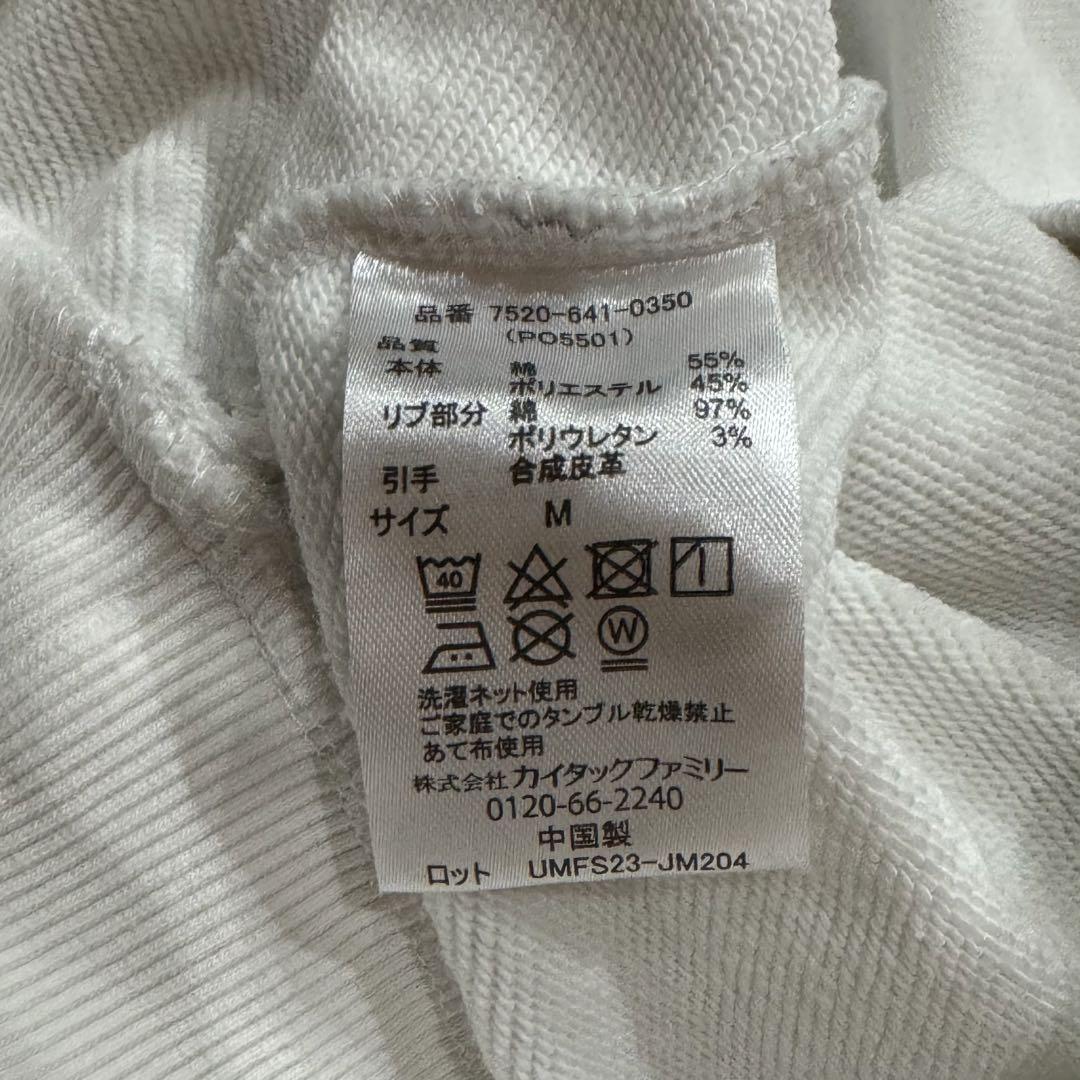 品番 7520-641-0350
品質 (PO5501)
本体 綿 55%
ポリエステル 45%
リブ部分 綿 97%
ポリウレタン 3%
引手 合成皮革
サイズ M
40
W
洗濯ネット使用
ご家庭でのタンブル乾燥禁止
あて布使用
株式会社カイタックファミリー
0120-66-2240
中国製
ロット UMFS23-JM204